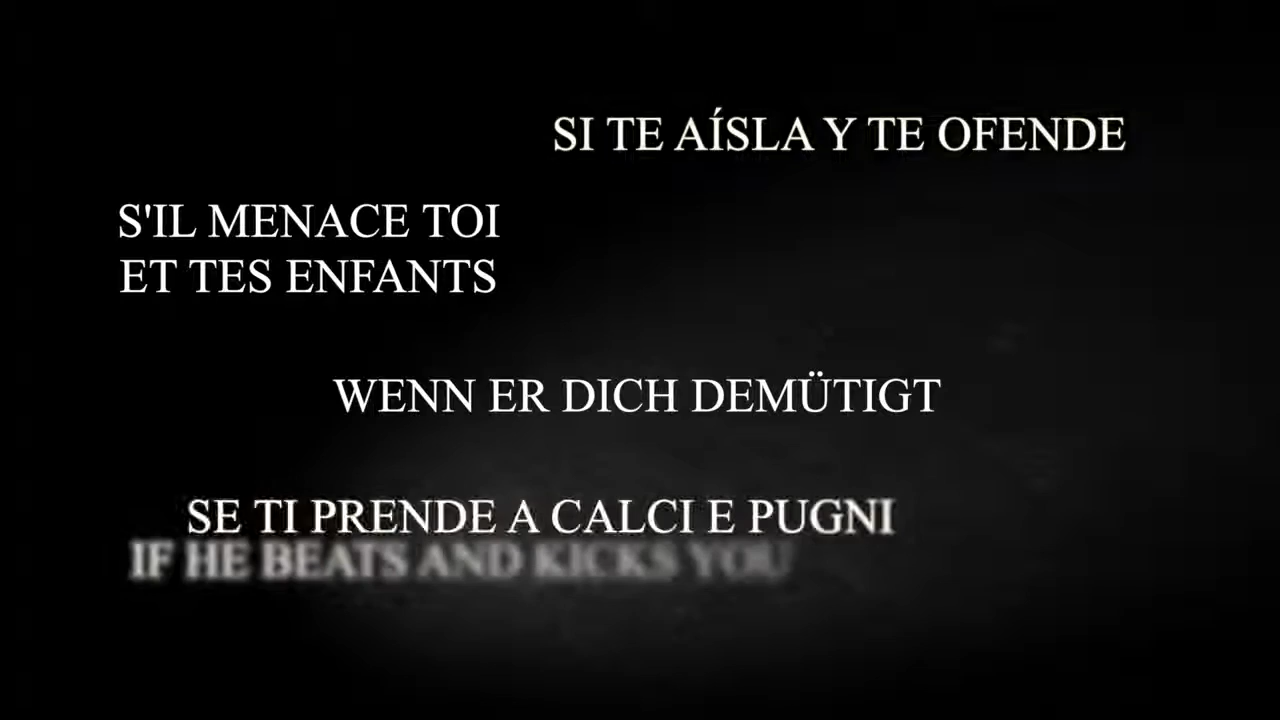 SI TE AÍSLA Y TE OFENDE
S'IL MENACE TOI
ET TES ENFANTS
WENN ER DICH DEMÜTIGT
SE TI PRENDE A CALCI E PUGNI
IF HE BEATS AND KICKS YOU